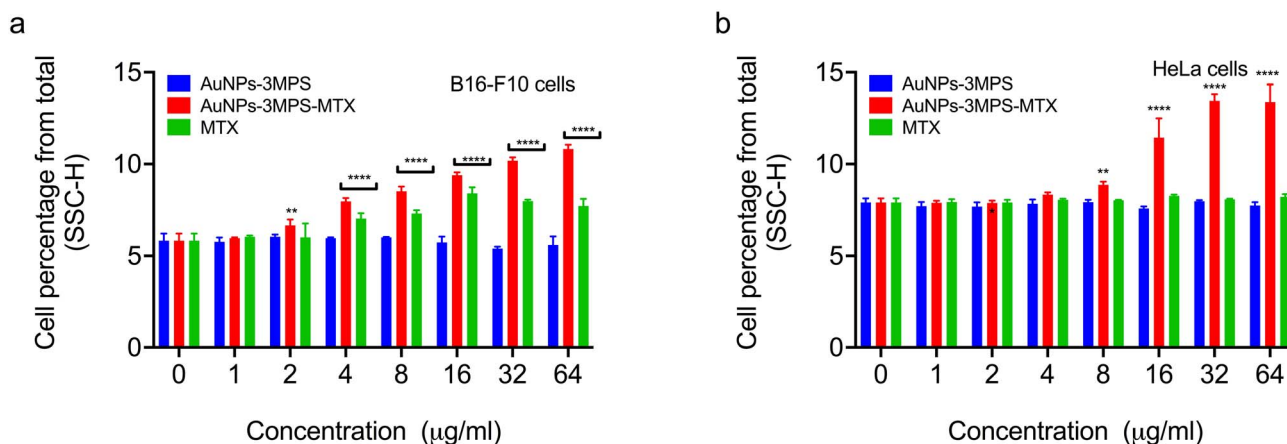 a
Cell percentage from total
(SSC-H)
15
10
5
0
AuNPs-3MPS
AuNPs-3MPS-MTX
MTX
B16-F10 cells
**
****
****
****
****
****
0 1 2 4 8 16 32 64
Concentration (μg/ml)
b
Cell percentage from total
(SSC-H)
15
10
5
0
AuNPs-3MPS
AuNPs-3MPS-MTX
MTX
HeLa cells
*
**
****
****
****
0 1 2 4 8 16 32 64
Concentration (μg/ml)